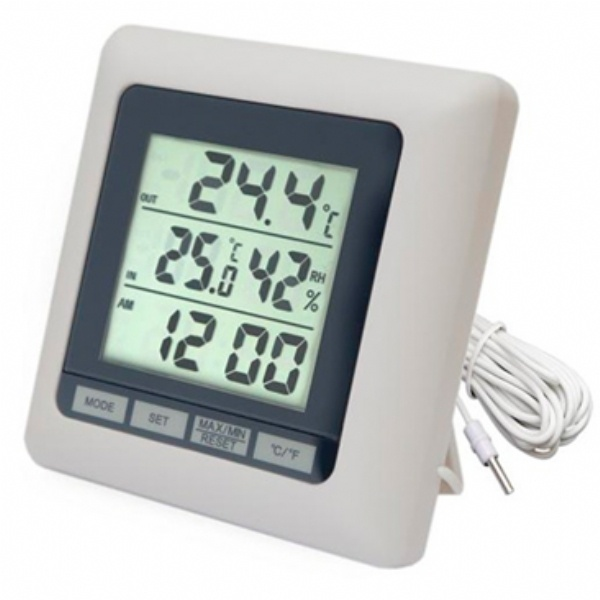 OUT 24.4 °C
IN 25.0 °C 42 RH %
AM 12 00
MODE SET MAX/MIN RESET °C/°F